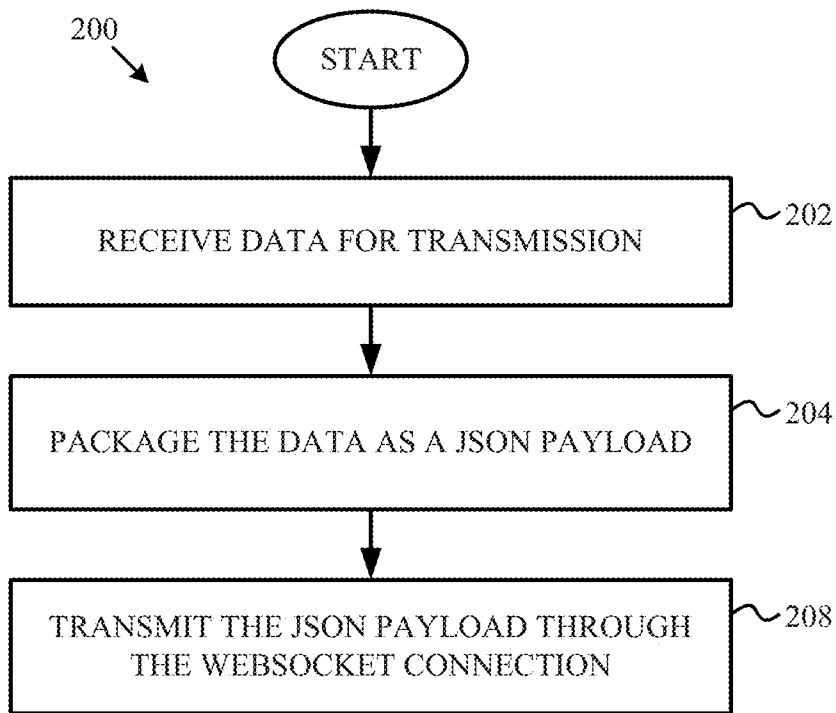 200
START
RECEIVE DATA FOR TRANSMISSION
202
PACKAGE THE DATA AS A JSON PAYLOAD
204
TRANSMIT THE JSON PAYLOAD THROUGH
THE WEBSOCKET CONNECTION
208